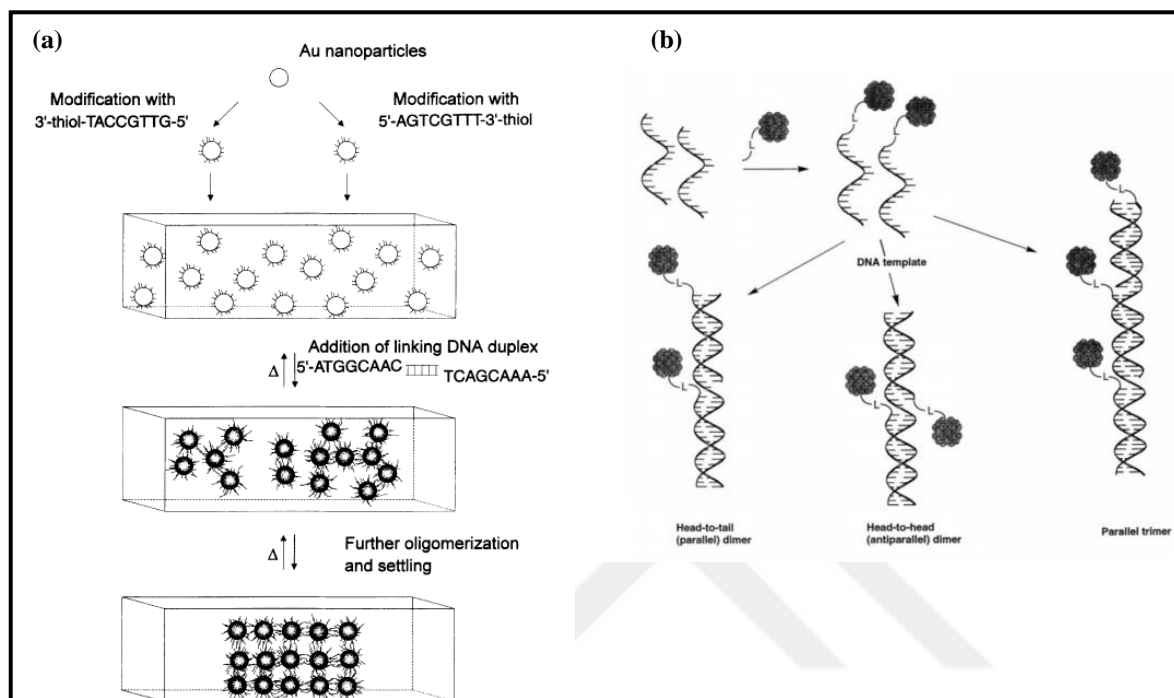 (a)
Au nanoparticles
Modification with
3'-thiol-TACCGTTG-5'
Modification with
5'-AGTCGTTT-3'-thiol
Addition of linking DNA duplex
Δ
5'-ATGGCAAC
TCAGCAAA-5'
Δ
Further oligomerization
and settling
(b)
L
L
L
DNA template
L
L
L
L
L
L
L
Head-to-tail
(parallel) dimer
Head-to-head
(antiparallel) dimer
Parallel trimer